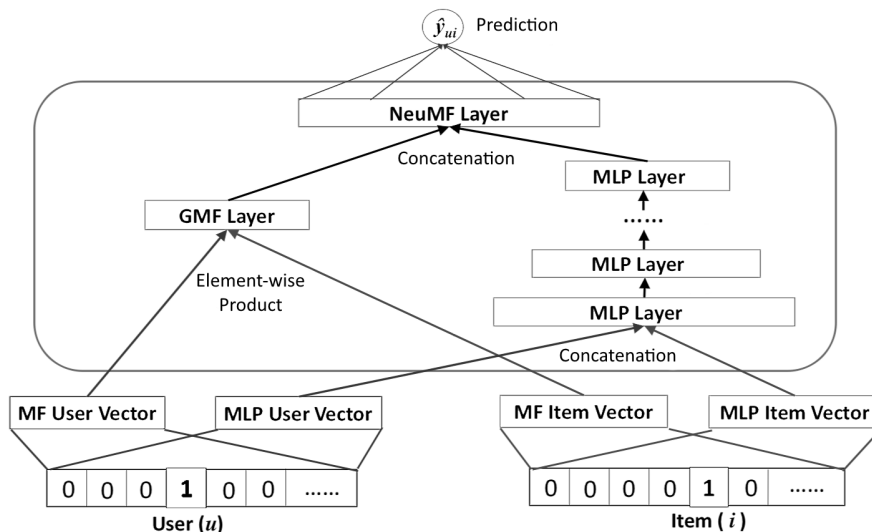 ŷui Prediction
NeuMF Layer
Concatenation
MLP Layer
GMF Layer
......
Element-wise
Product
MLP Layer
MLP Layer
Concatenation
MF User Vector
MLP User Vector
MF Item Vector
MLP Item Vector
0 0 0 1 0 0 ......
0 0 0 0 1 0 ......
User (u)
Item ( i )